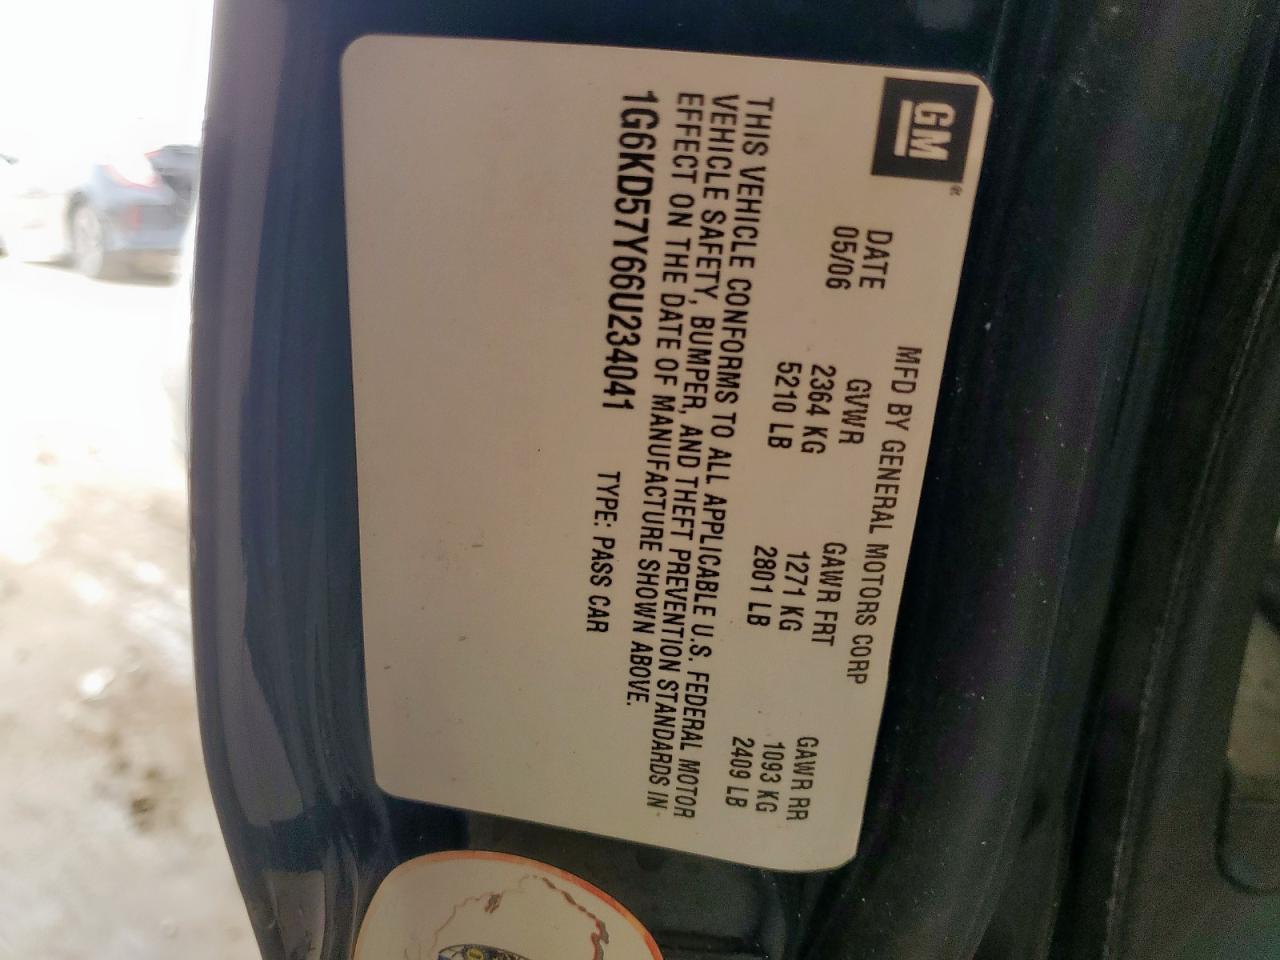 GM
MFD BY GENERAL MOTORS CORP
DATE GVWR GAWR FRT GAWR RR
05/06 2364 KG 1271 KG 1093 KG
5210 LB 2801 LB 2409 LB
THIS VEHICLE CONFORMS TO ALL APPLICABLE U.S. FEDERAL MOTOR
VEHICLE SAFETY, BUMPER, AND THEFT PREVENTION STANDARDS IN
EFFECT ON THE DATE OF MANUFACTURE SHOWN ABOVE.
1G6KD57Y66U234041 TYPE: PASS CAR